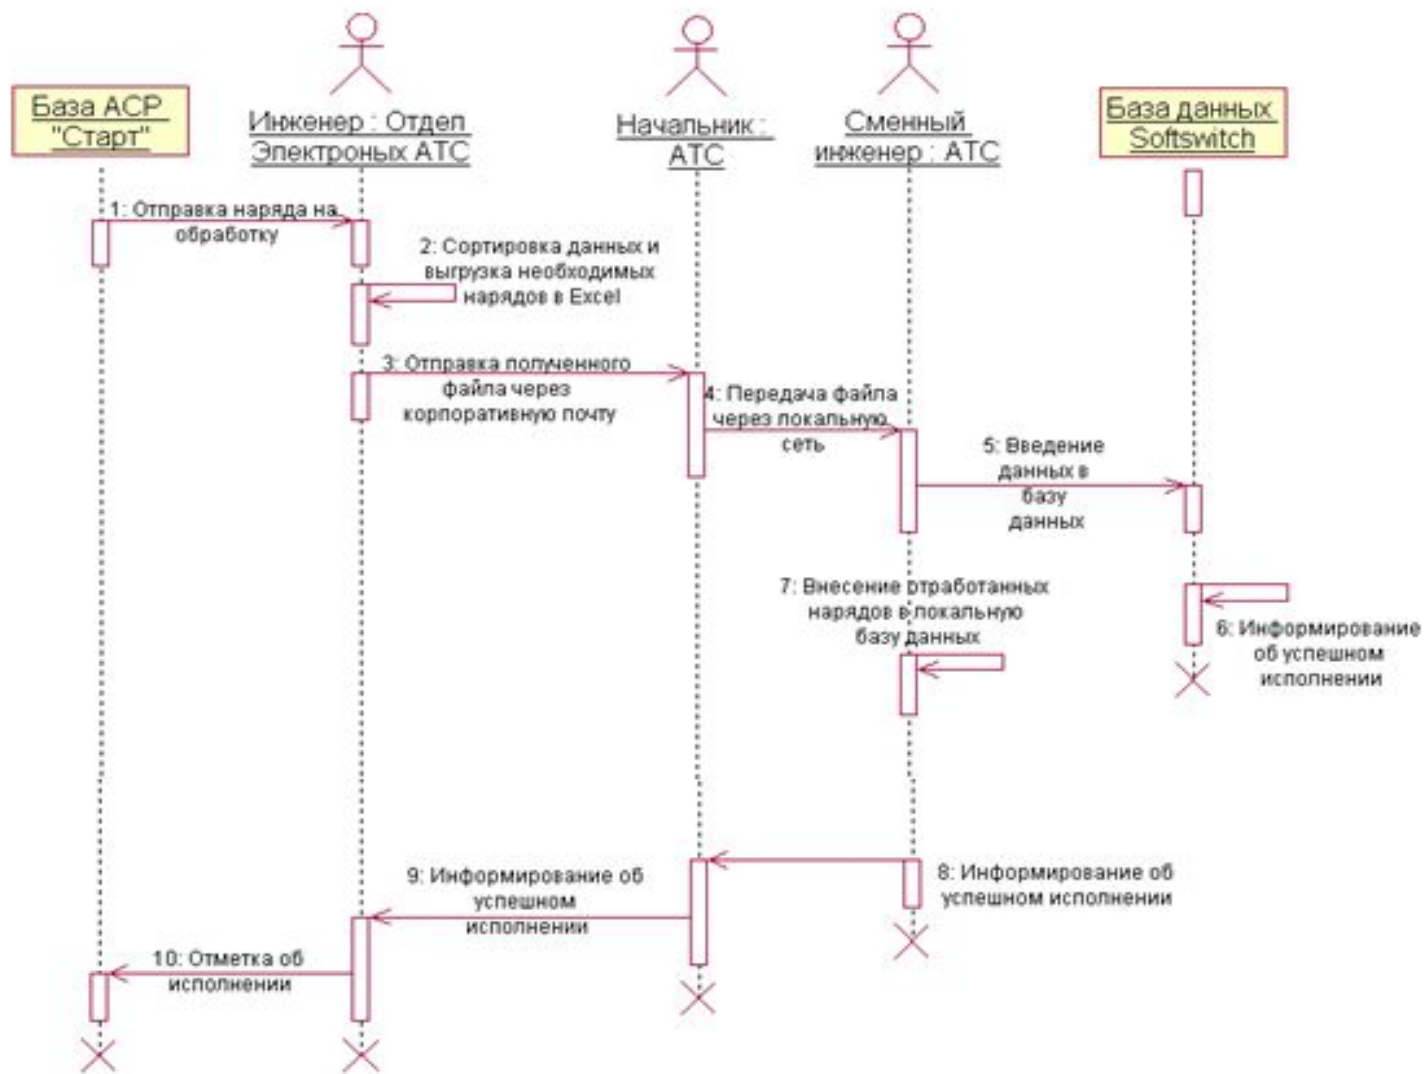 База АСР
"Старт"
Инженер : Отдел
Электроных АТС
Начальник :
АТС
Сменный
инженер : АТС
База данных
Softswitch
1: Отправка наряда на
обработку
2: Сортировка данных и
выгрузка необходимых
нарядов в Excel
3: Отправка полученного
файла через
корпоративную почту
4: Передача файла
через локальную
сеть
5: Введение
данных в
базу
данных
6: Информирование
об успешном
исполнении
7: Внесение отработанных
нарядов в локальную
базу данных
8: Информирование об
успешном исполнении
9: Информирование об
успешном
исполнении
10: Отметка об
исполнении